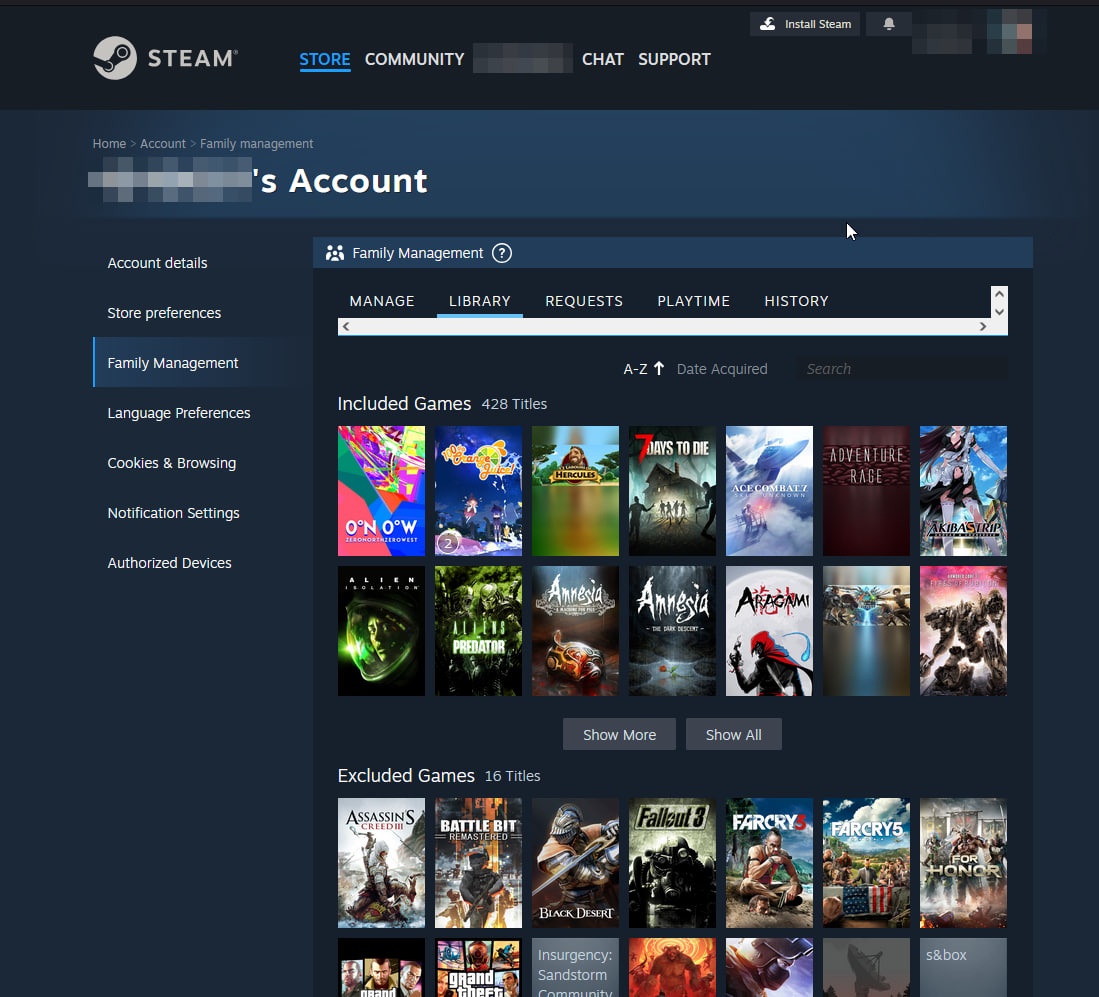 Install Steam
STEAM®
STORE COMMUNITY CHAT SUPPORT
Home > Account > Family management
's Account
Account details
Store preferences
Family Management
Language Preferences
Cookies & Browsing
Notification Settings
Authorized Devices
Family Management ?
MANAGE LIBRARY REQUESTS PLAYTIME HISTORY
A-Z Date Acquired Search
Included Games 428 Titles
0°N 0°W
ZERONORTHZEROWEST
Orange Juice!
2
HERCULES
7 DAYS TO DIE
ACE COMBAT 7
SKIES UNKNOWN
ADVENTURE
RAGE
AKIBA'S TRIP
ALIEN
ISOLATION
ALIENS
PREDATOR
Amnesia
A MACHINE FOR PIGS
Amnesia
THE DARK DESCENT
ARAGAMI
ARMORED CORE
FIRES OF RUBICON
Show More Show All
Excluded Games 16 Titles
ASSASSIN'S
CREED III
BATTLE BIT
REMASTERED
BLACK DESERT
Fallout 3
FARCRY 3
FARCRY 5
FOR
HONOR
grand
grand
theft
Insurgency:
Sandstorm
Community
s&box